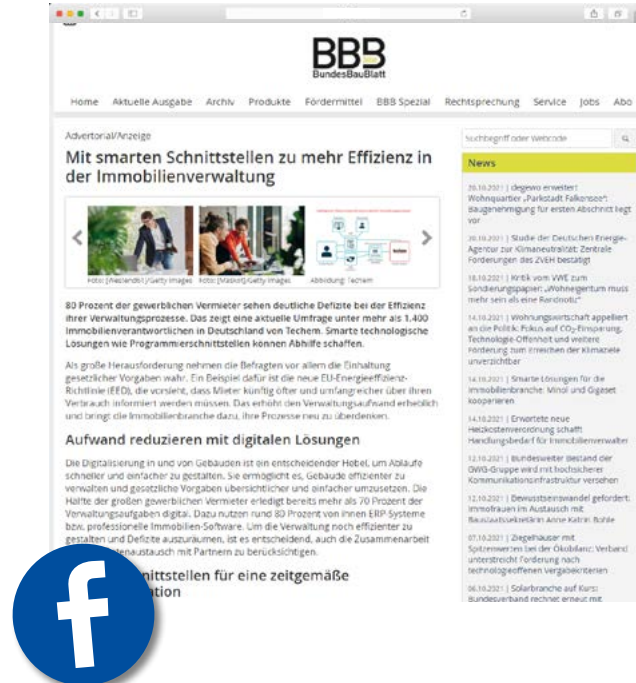 BBB
BundesBauBlatt
Home Aktuelle Ausgabe Archiv Produkte Fördermittel BBB Spezial Rechtsprechung Service Jobs Abo
Advertorial/Anzeige
Mit smarten Schnittstellen zu mehr Effizienz in
der Immobilienverwaltung
Foto: [Westend61]/Getty Images Foto: [Maskot]/Getty Images Abbildung: Techem
80 Prozent der gewerblichen Vermieter sehen deutliche Defizite bei der Effizienz
ihrer Verwaltungsprozesse. Das zeigt eine aktuelle Umfrage unter mehr als 1.400
Immobilienverantwortlichen in Deutschland von Techem. Smarte technologische
Lösungen wie Programmierschnittstellen können Abhilfe schaffen.
Als große Herausforderung nehmen die Befragten vor allem die Einhaltung
gesetzlicher Vorgaben wahr. Ein Beispiel dafür ist die neue EU-Energieeffizienz-
Richtlinie (EED), die vorsieht, dass Mieter künftig öfter und umfangreicher über ihren
Verbrauch informiert werden müssen. Das erhöht den Verwaltungsaufwand erheblich
und bringt die Immobilienbranche dazu, ihre Prozesse neu zu überdenken.
Aufwand reduzieren mit digitalen Lösungen
Die Digitalisierung in und von Gebäuden ist ein entscheidender Hebel, um Abläufe
schneller und einfacher zu gestalten. Sie ermöglicht es, Gebäude effizienter zu
verwalten und gesetzliche Vorgaben übersichtlicher und einfacher umzusetzen. Die
Hälfte der großen gewerblichen Vermieter erledigt bereits mehr als 70 Prozent der
Verwaltungsaufgaben digital. Dazu nutzen rund 80 Prozent von ihnen ERP-Systeme
bzw. professionelle Immobilien-Software. Um die Verwaltung noch effizienter zu
gestalten und Defizite auszuräumen, ist es entscheidend, auch die Zusammenarbeit
tenaustausch mit Partnern zu berücksichtigen.
nittstellen für eine zeitgemäße
tion
f
Suchbegriff oder Webcode
News
20.10.2021 | degewo erweitert
Wohnquartier „Parkstadt Falkensee":
Baugenehmigung für ersten Abschnitt liegt
vor
20.10.2021 | Studie der Deutschen Energie-
Agentur zur Klimaneutralität: Zentrale
Forderungen des ZVEH bestätigt
18.10.2021 | Kritik vom VWE zum
Sondierungspapier: „Wohneigentum muss
mehr sein als eine Randnotiz"
14.10.2021 | Wohnungswirtschaft appelliert
an die Politik: Fokus auf CO₂-Einsparung,
Technologie-Offenheit und weitere
Förderung zum Erreichen der Klimaziele
unverzichtbar
14.10.2021 | Smarte Lösungen für die
Immobilienbranche: Minol und Gigaset
kooperieren
14.10.2021 | Erwartete neue
Heizkostenverordnung schafft
Handlungsbedarf für Immobilienverwalter
12.10.2021 | Bundesweiter Bestand der
GWG-Gruppe wird mit hochsicherer
Kommunikationsinfrastruktur versehen
12.10.2021 | Bewusstseinswandel gefordert:
Immofrauen im Austausch mit
Baustaatssekretärin Anne Katrin Bohle
07.10.2021 | Ziegelhäuser mit
Spitzenwerten bei der Ökobilanz: Verband
unterstreicht Forderung nach
technologieoffenen Vergabekriterien
06.10.2021 | Solarbranche auf Kurs:
Bundesverband rechnet erneut mit